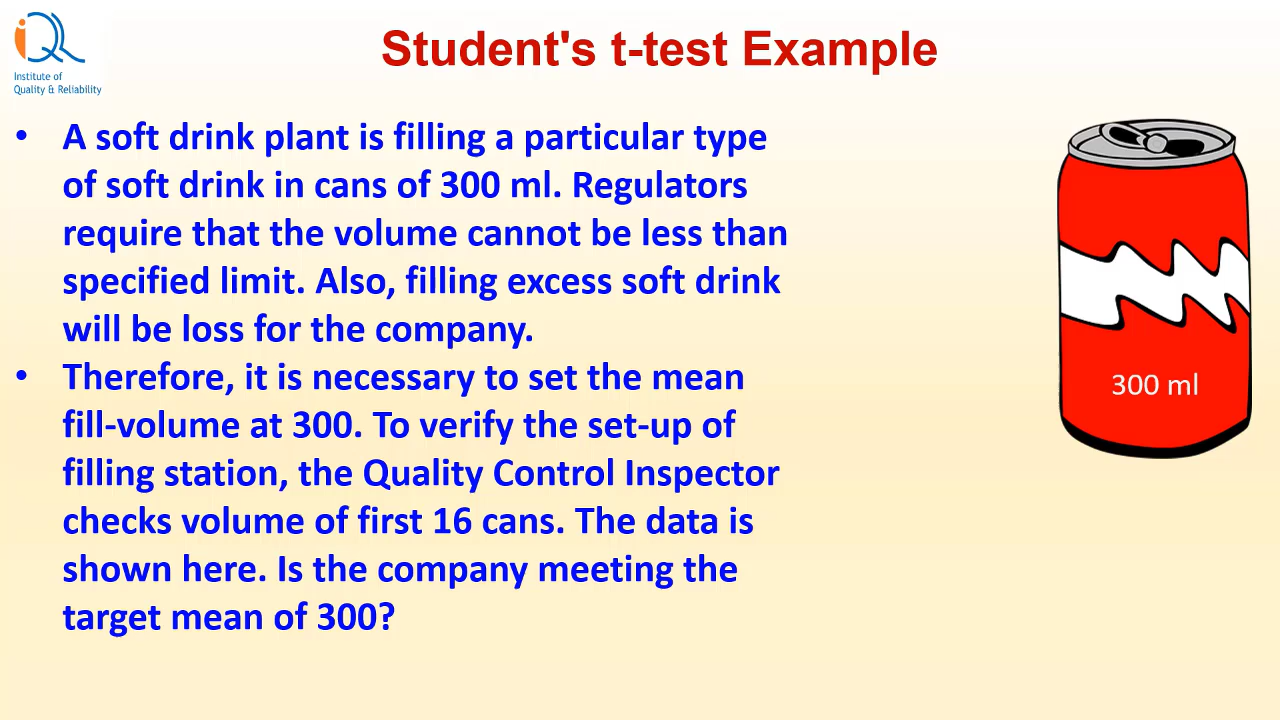 Institute of
Quality & Reliability
Student's t-test Example
• A soft drink plant is filling a particular type
of soft drink in cans of 300 ml. Regulators
require that the volume cannot be less than
specified limit. Also, filling excess soft drink
will be loss for the company.
• Therefore, it is necessary to set the mean
fill-volume at 300. To verify the set-up of
filling station, the Quality Control Inspector
checks volume of first 16 cans. The data is
shown here. Is the company meeting the
target mean of 300?
300 ml